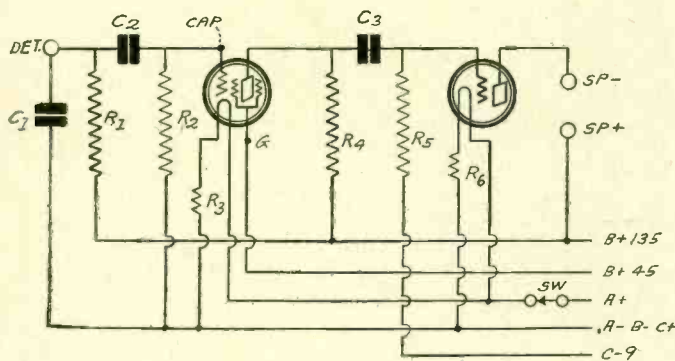 C2
CAP.
C3
DET.
SP-
C1
R1
R2
R4
R5
SP+
G
R3
R6
B+135
B+45
SW
A+
A- B- C+
C-9